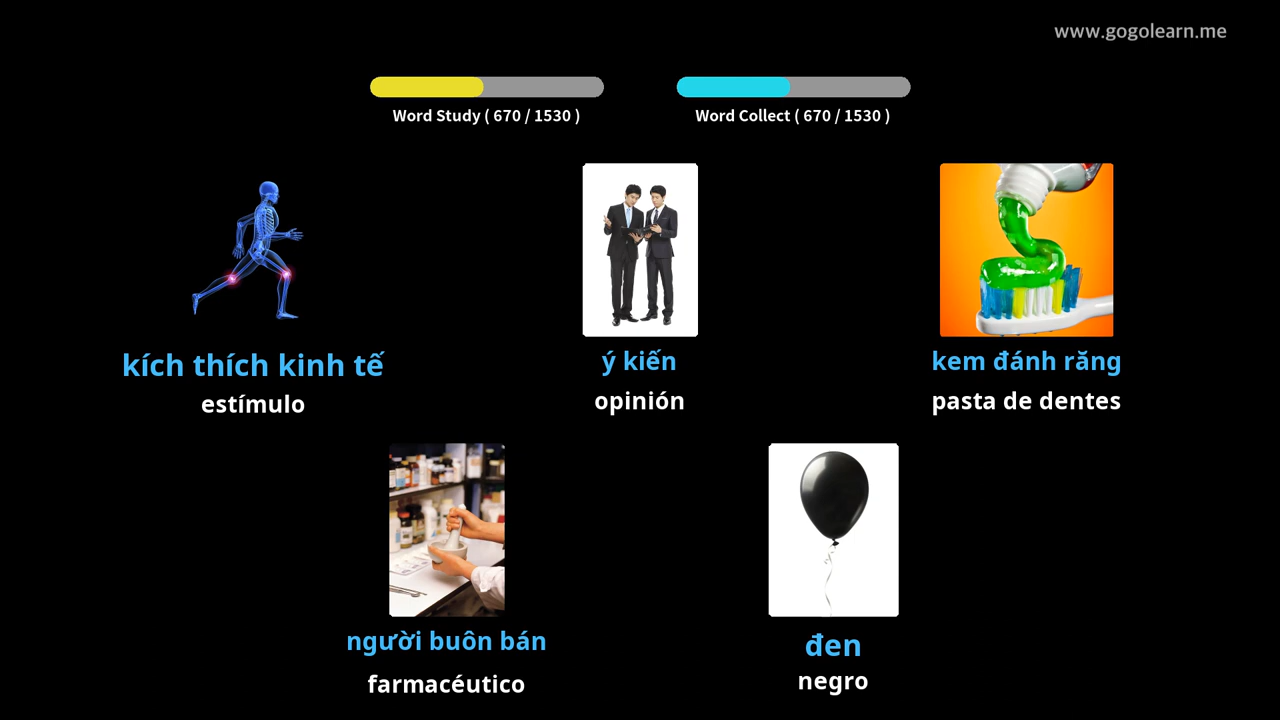 www.gogolearn.me
Word Study ( 670 / 1530 )
Word Collect ( 670 / 1530 )
kích thích kinh tế
estímulo
ý kiến
opinión
kem đánh răng
pasta de dentes
người buôn bán
farmacéutico
đen
negro